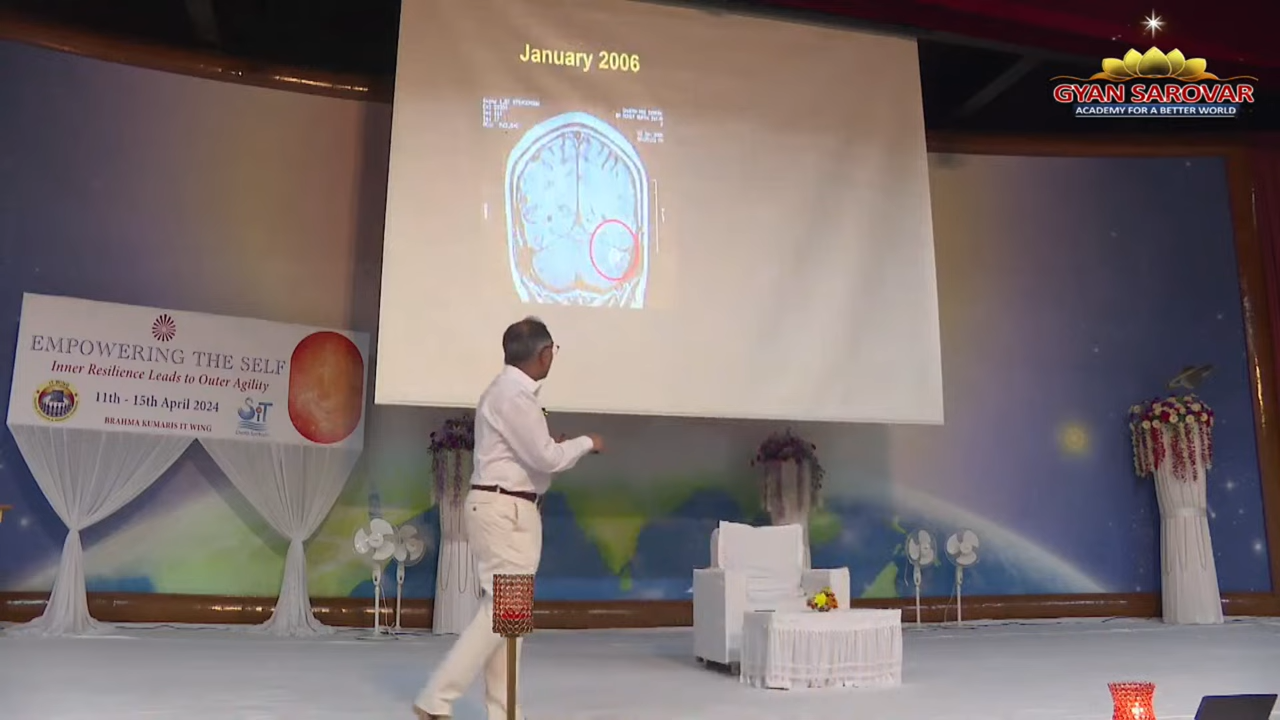 January 2006
GYAN SAROVAR
ACADEMY FOR A BETTER WORLD
EMPOWERING THE SELF
Inner Resilience Leads to Outer Agility
11th - 15th April 2024
SiT
BRAHMA KUMARIS IT WING